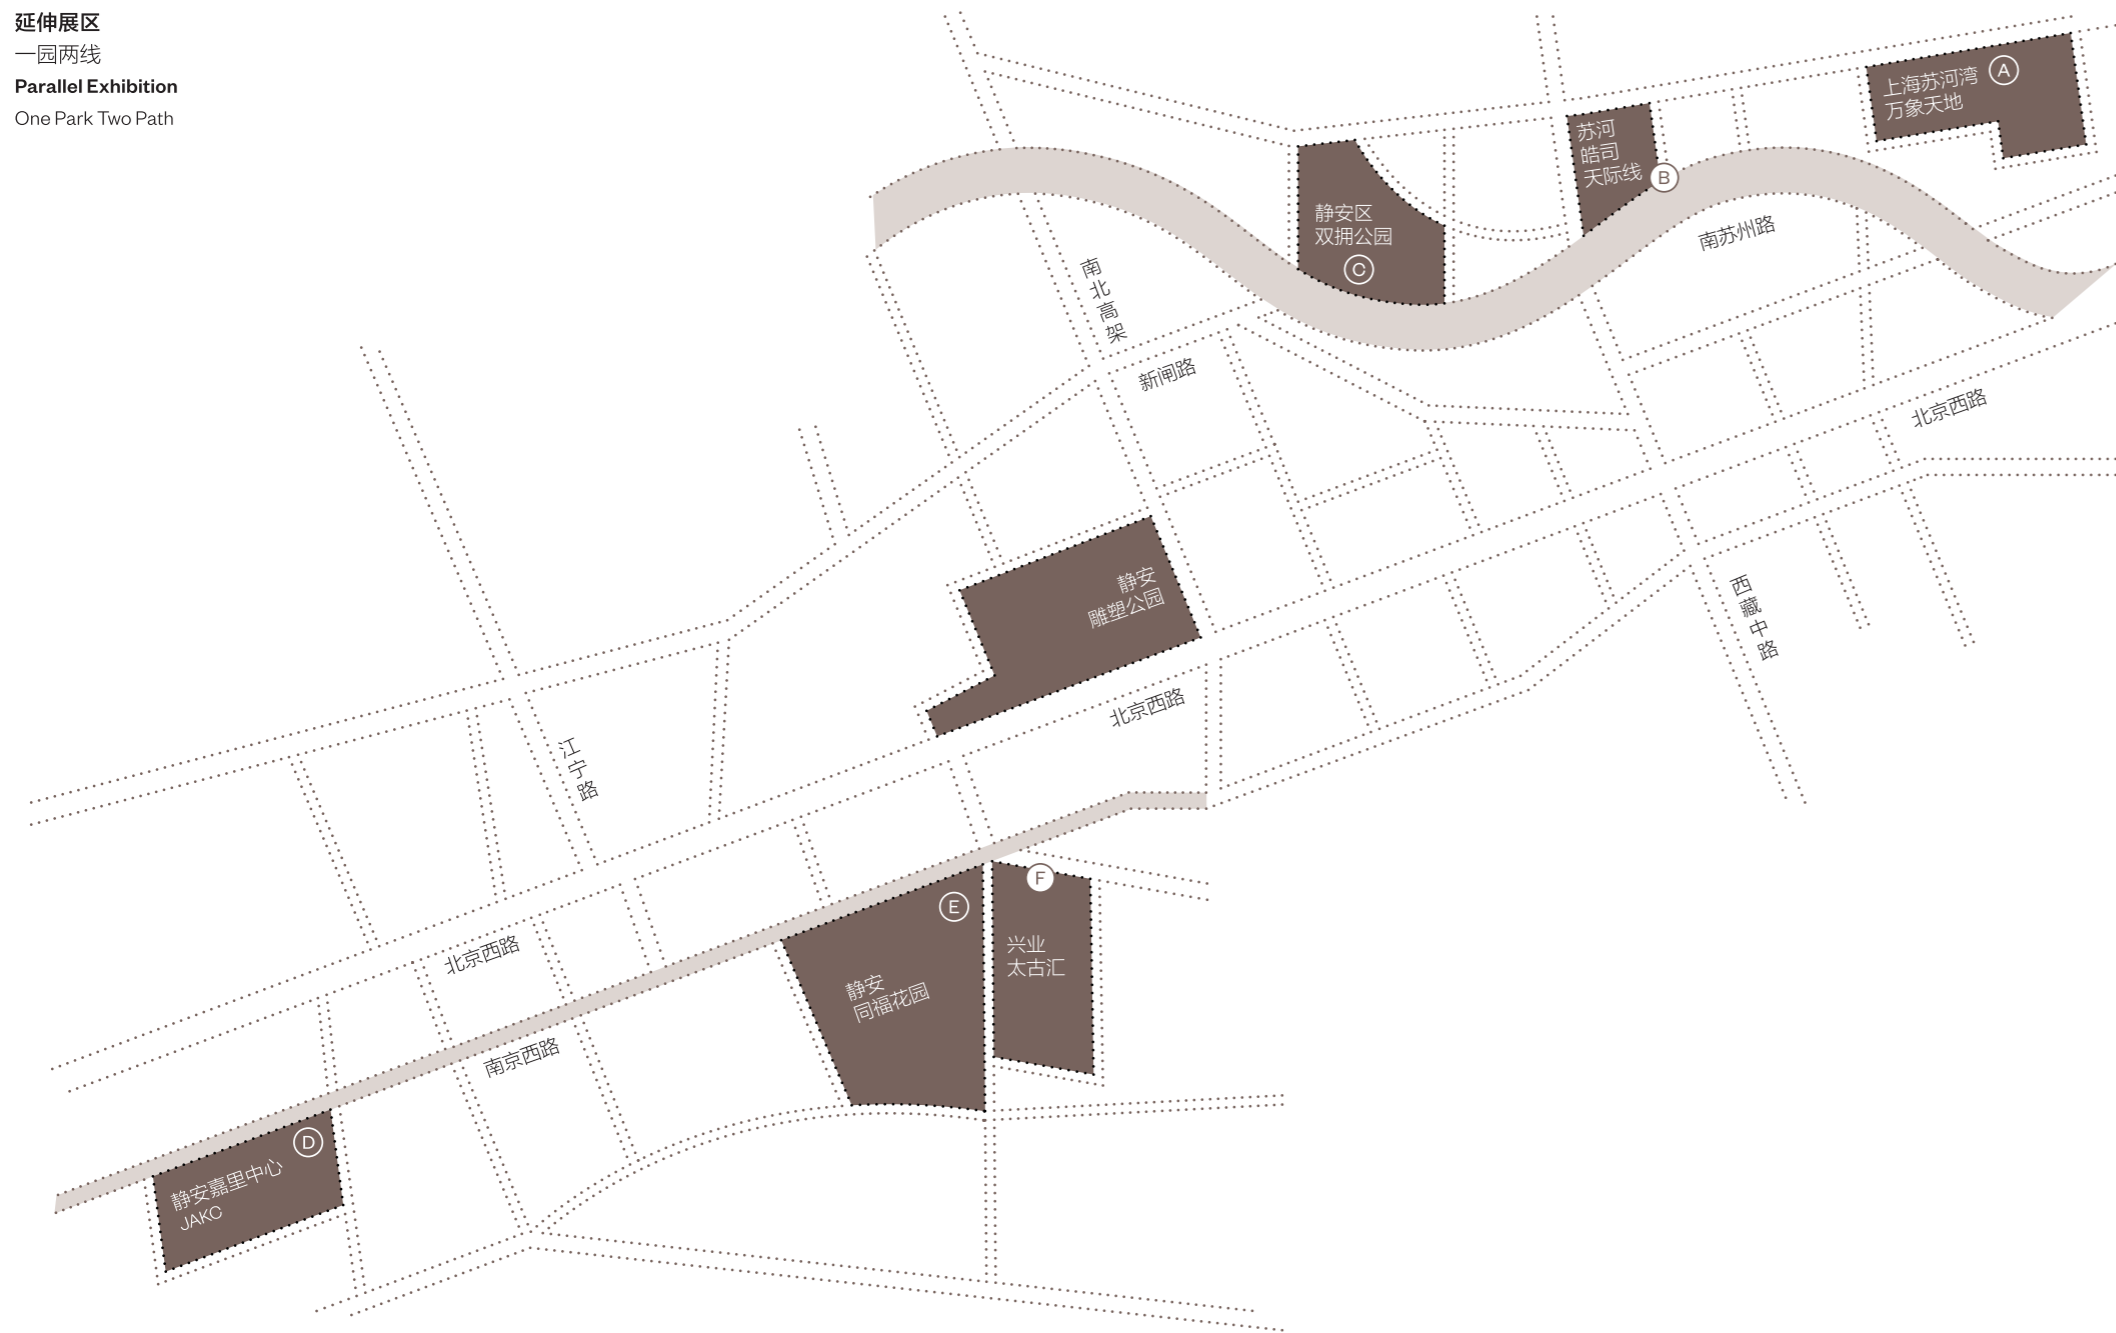 延伸展区
一园两线
Parallel Exhibition
One Park Two Path
上海苏河湾
万象天地
A
苏河
皓司
天际线
B
静安区
双拥公园
C
南苏州路
南北高架
新闸路
北京西路
静安
雕塑公园
西藏中路
北京西路
江宁路
F
E
兴业
太古汇
北京西路
静安
同福花园
南京西路
D
静安嘉里中心
JAKC